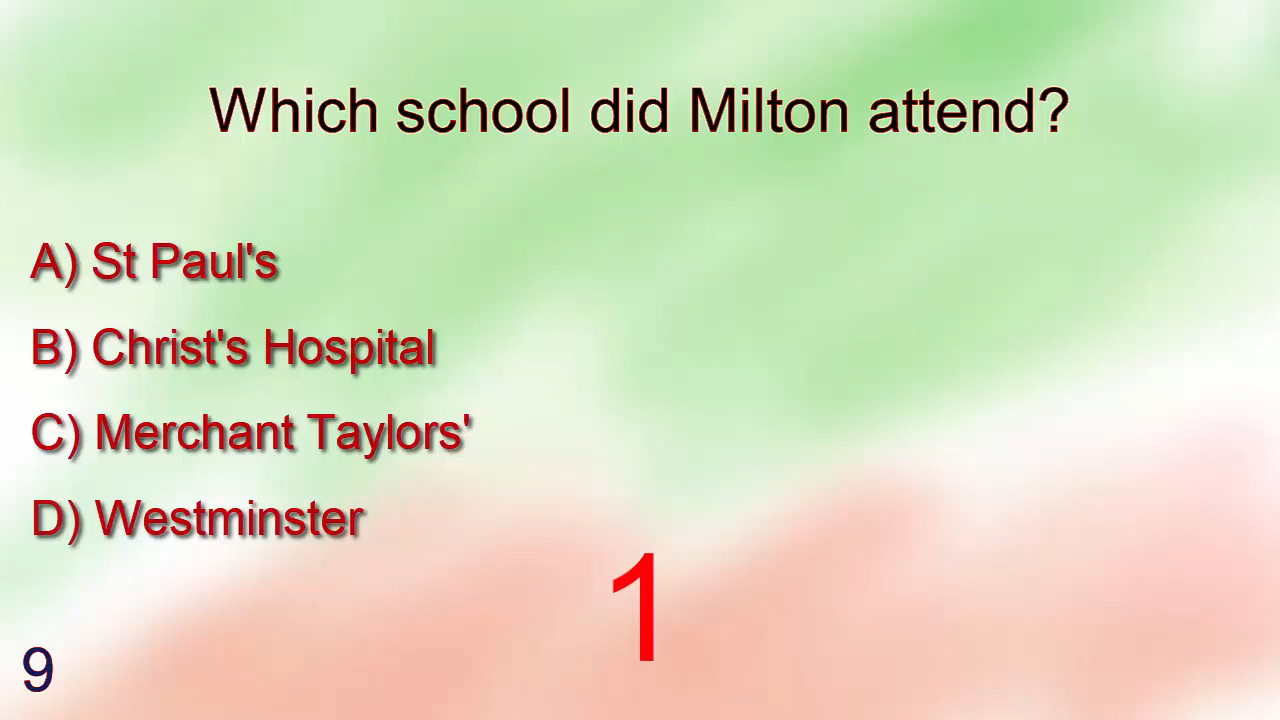 Which school did Milton attend?
A) St Paul's
B) Christ's Hospital
C) Merchant Taylors'
D) Westminster
1
9